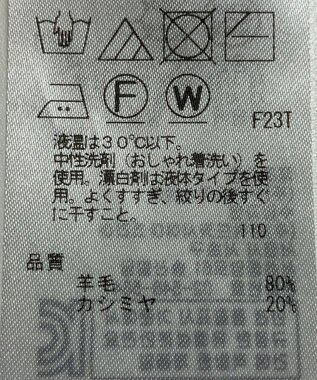 F W
F23T
液温は30℃以下。
中性洗剤（おしゃれ着洗い）を
使用。漂白剤は液体タイプを使
用。よくすすぎ、絞りの後すぐ
に干すこと。
110
品質
羊毛 80%
カシミヤ 20%